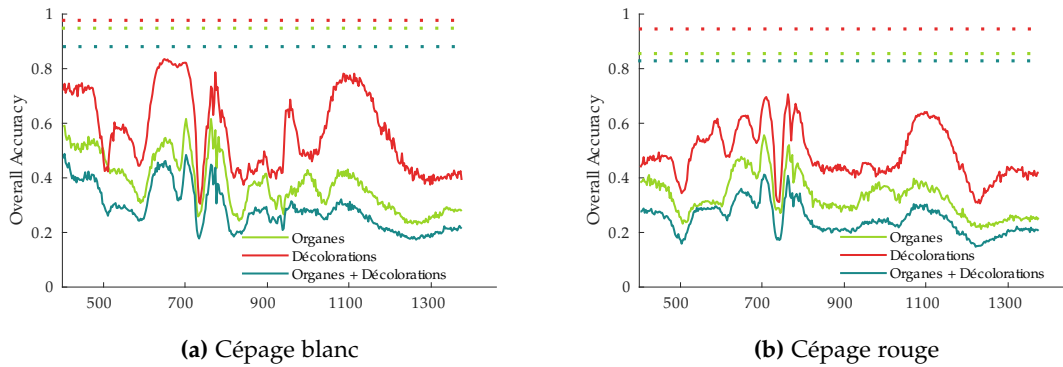 1
0.8
0.6
0.4
0.2
0
Overall Accuracy
500
700
900
1100
1300
Organes
Décolorations
Organes + Décolorations
(a) Cépage blanc
1
0.8
0.6
0.4
0.2
0
Overall Accuracy
500
700
900
1100
1300
Organes
Décolorations
Organes + Décolorations
(b) Cépage rouge